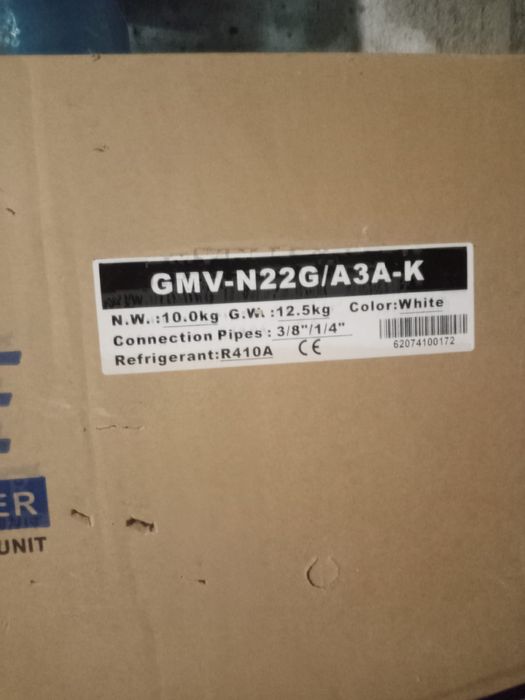 GMV-N22G/A3A-K
N.W.:10.0kg G.W.:12.5kg Color:White
Connection Pipes: 3/8"/1/4"
Refrigerant:R410A CE
62074100172
E
ER
UNIT